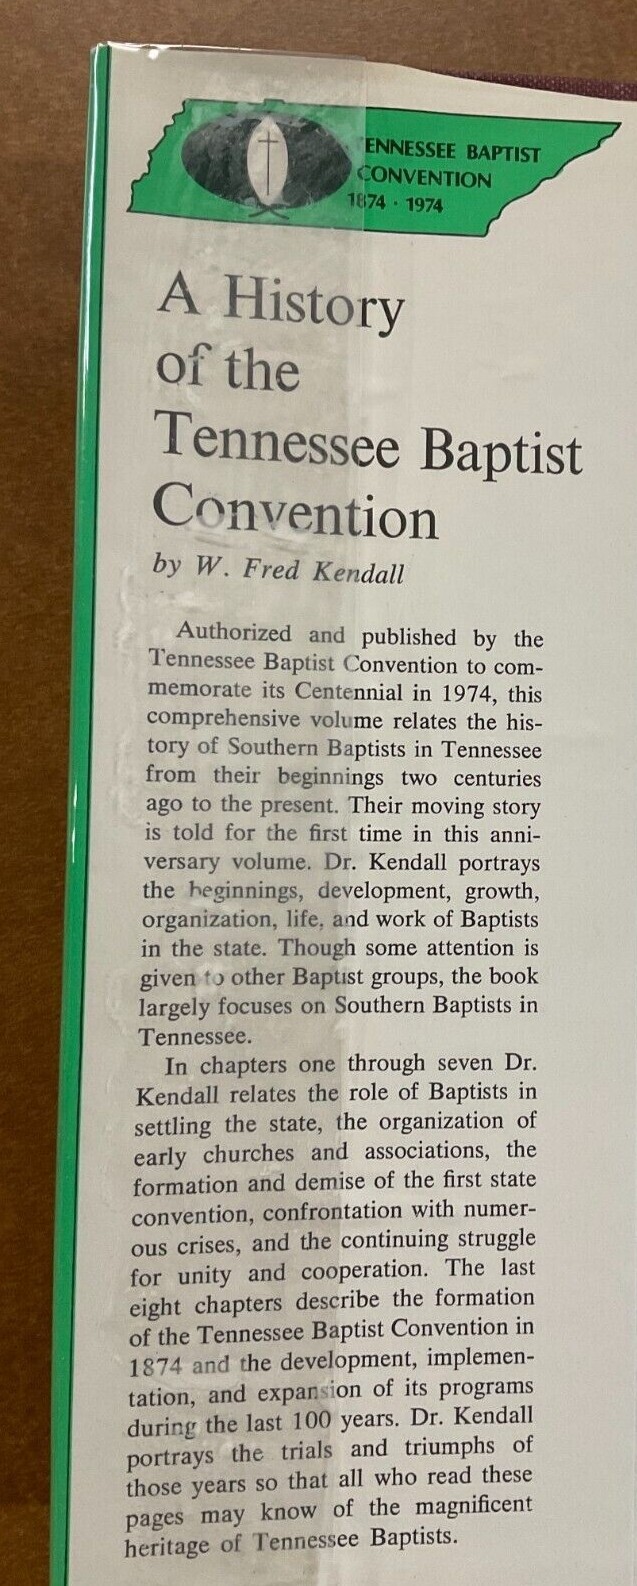 ENNESSEE BAPTIST
CONVENTION
1874 · 1974
A History
of the
Tennessee Baptist
Convention
by W. Fred Kendall
Authorized and published by the
Tennessee Baptist Convention to com-
memorate its Centennial in 1974, this
comprehensive volume relates the his-
tory of Southern Baptists in Tennessee
from their beginnings two centuries
ago to the present. Their moving story
is told for the first time in this anni-
versary volume. Dr. Kendall portrays
the beginnings, development, growth,
organization, life, and work of Baptists
in the state. Though some attention is
given to other Baptist groups, the book
largely focuses on Southern Baptists in
Tennessee.
In chapters one through seven Dr.
Kendall relates the role of Baptists in
settling the state, the organization of
early churches and associations, the
formation and demise of the first state
convention, confrontation with numer-
ous crises, and the continuing struggle
for unity and cooperation. The last
eight chapters describe the formation
of the Tennessee Baptist Convention in
1874 and the development, implemen-
tation, and expansion of its programs
during the last 100 years. Dr. Kendall
portrays the trials and triumphs of
those years so that all who read these
pages may know of the magnificent
heritage of Tennessee Baptists.